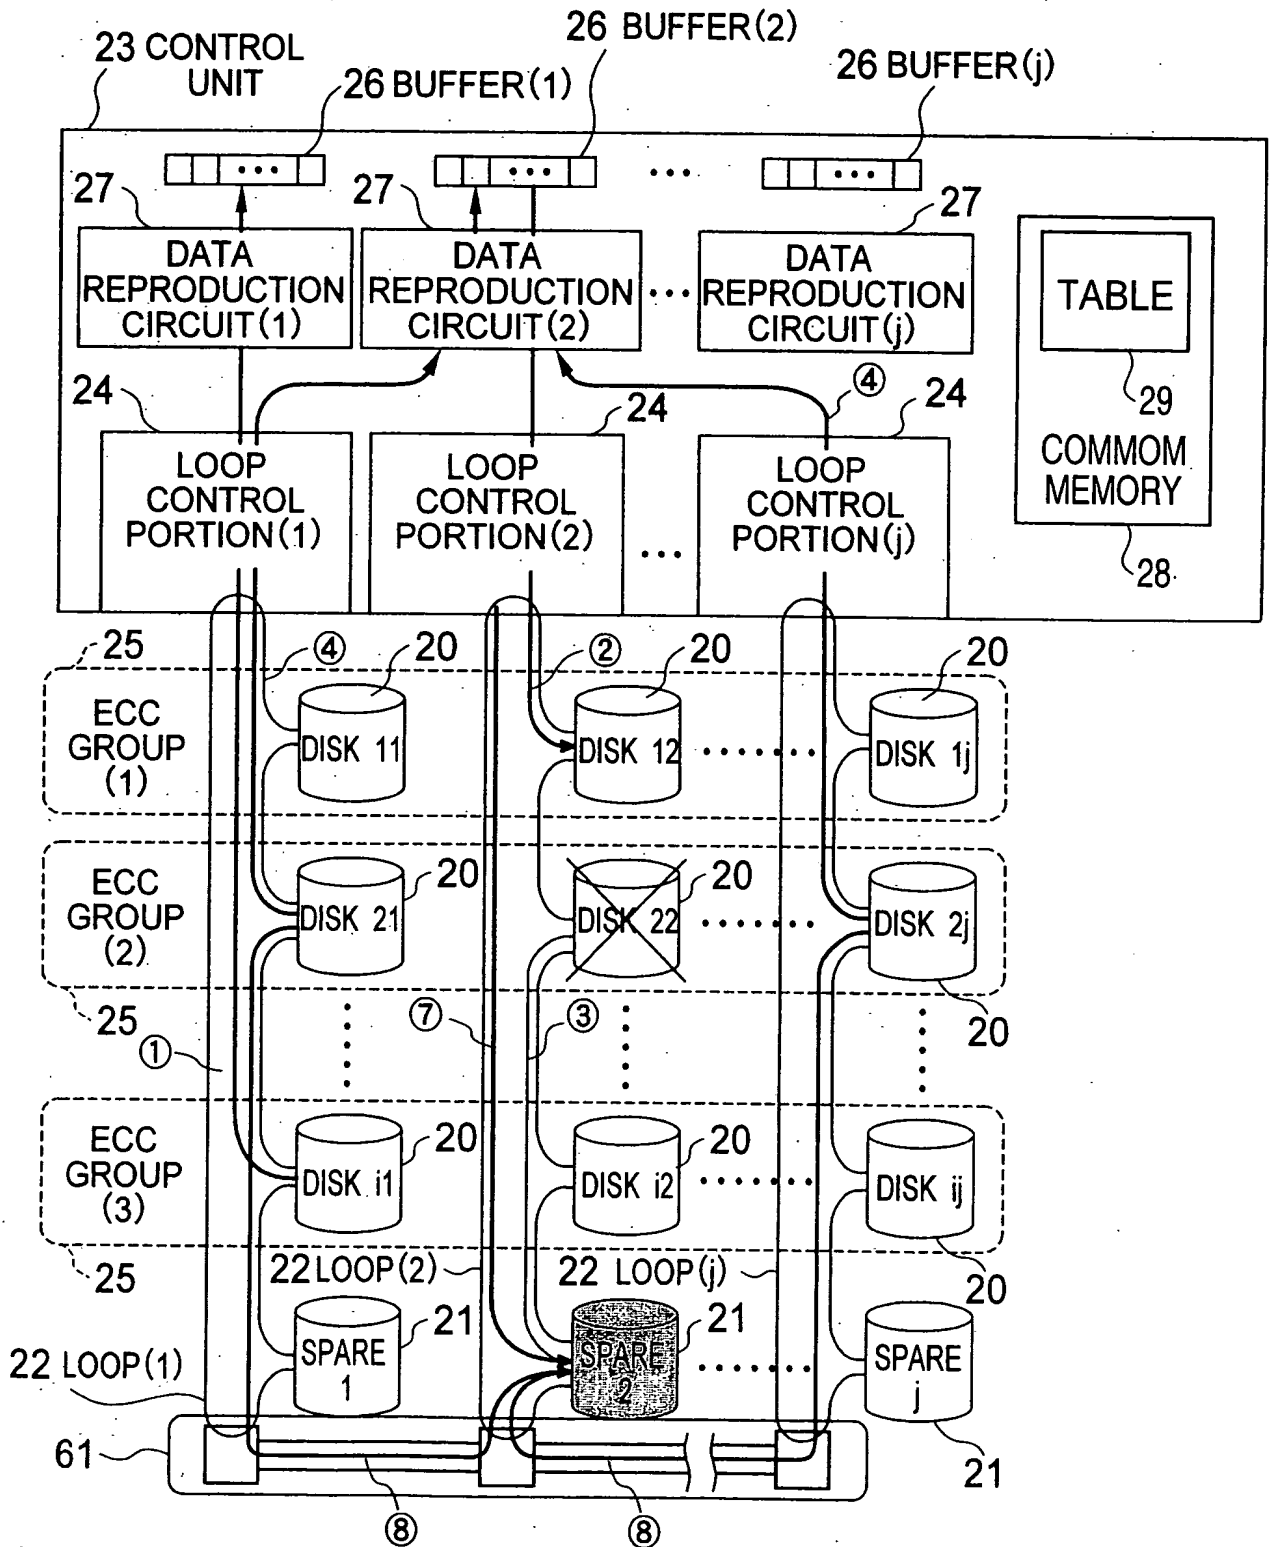 23 CONTROL UNIT
26 BUFFER(1)
26 BUFFER(2)
26 BUFFER(j)
...
27
27
27
DATA REPRODUCTION CIRCUIT(1)
DATA REPRODUCTION CIRCUIT(2)
...
DATA REPRODUCTION CIRCUIT(j)
TABLE
29
COMMOM MEMORY
28
24
24
④
24
LOOP CONTROL PORTION(1)
LOOP CONTROL PORTION(2)
...
LOOP CONTROL PORTION(j)
25
④
20
②
20
20
ECC GROUP (1)
DISK 11
DISK 12
DISK 1j
ECC GROUP (2)
20
20
DISK 21
DISK 22
DISK 2j
20
25
①
⑦
③
ECC GROUP (3)
20
20
DISK i1
DISK i2
DISK ij
20
25
22 LOOP(2)
22 LOOP(j)
22 LOOP(1)
21
21
SPARE 1
SPARE 2
SPARE j
21
61
⑧
⑧